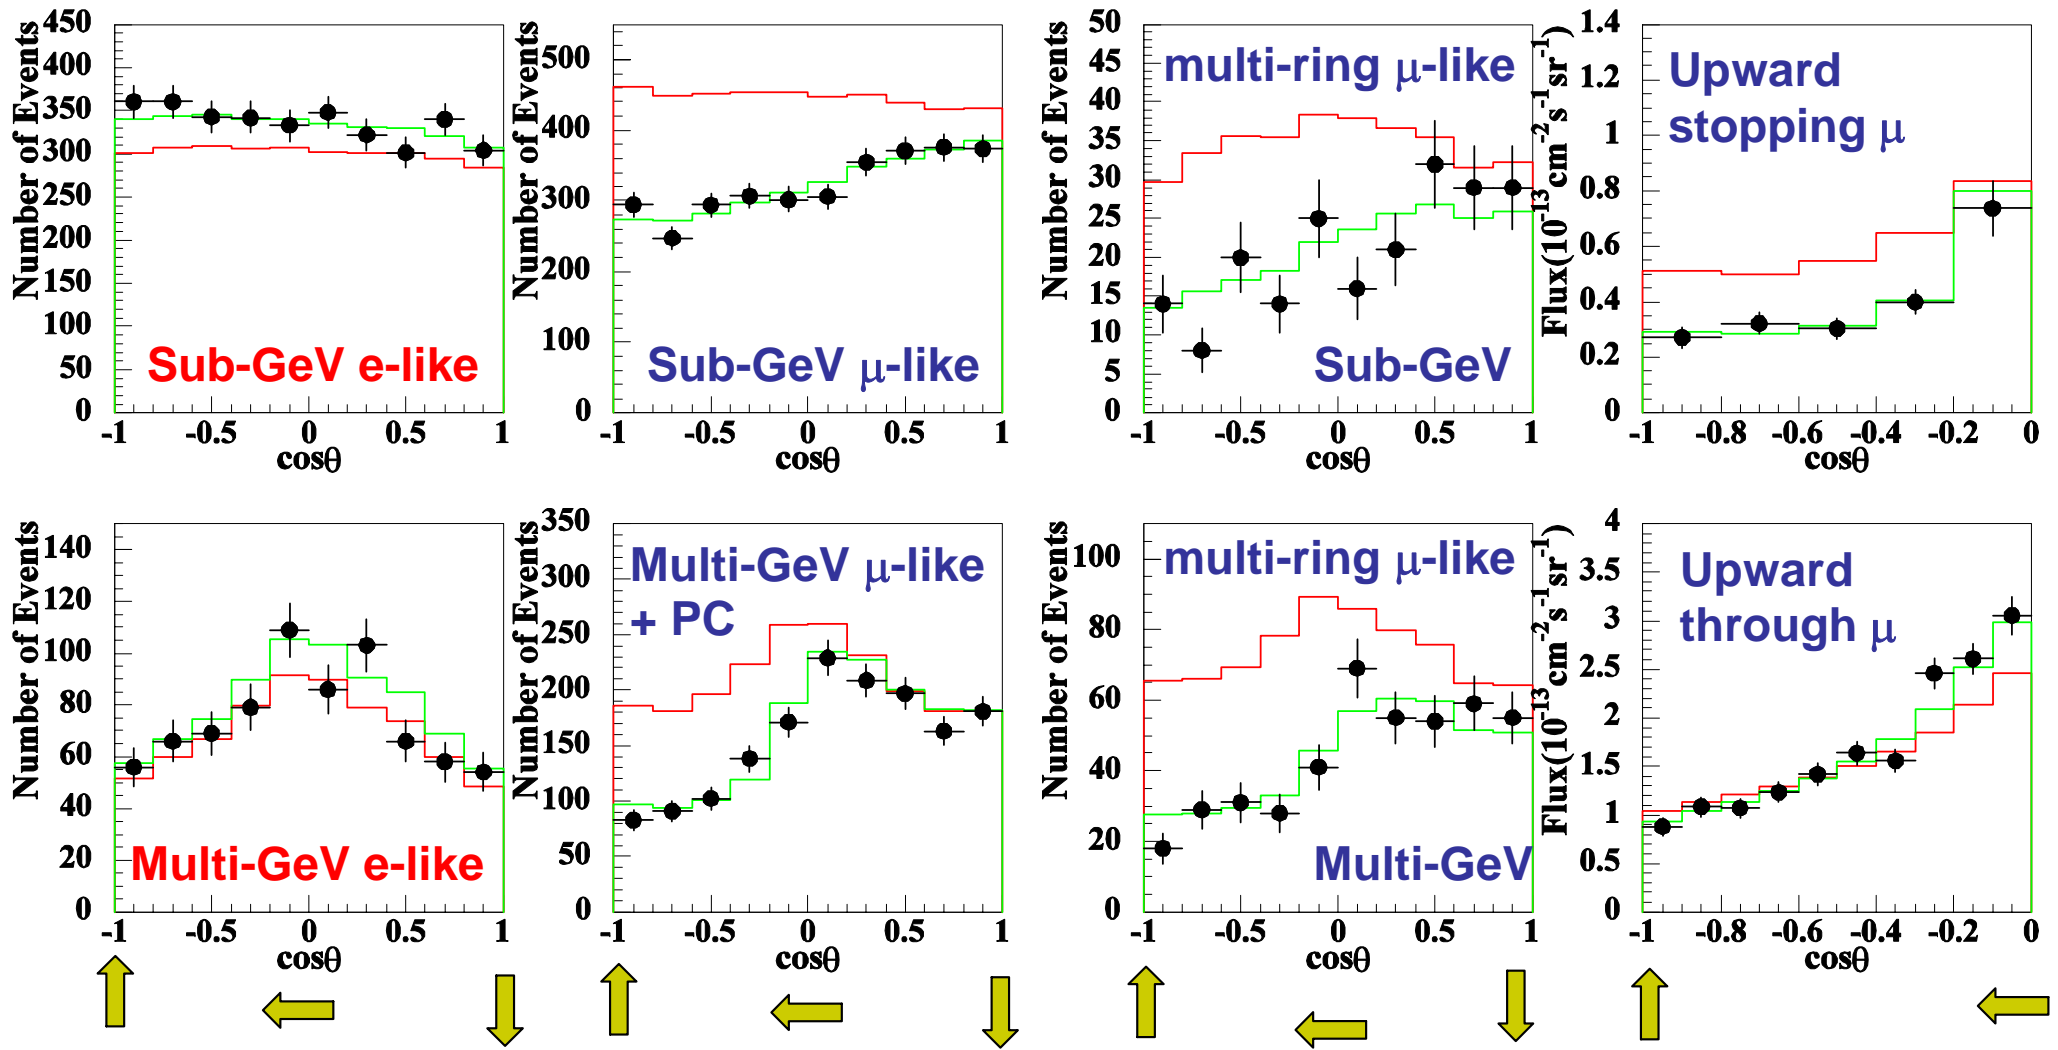 Number of Events
450
400
350
300
250
200
150
100
50
0
Sub-GeV e-like
-1 -0.5 0 0.5 1
cosθ
Number of Events
500
400
300
200
100
0
Sub-GeV μ-like
-1 -0.5 0 0.5 1
cosθ
Number of Events
50
45
40
35
30
25
20
15
10
5
0
multi-ring μ-like
Sub-GeV
-1 -0.5 0 0.5 1
cosθ
Flux(10-13cm-2s-1sr-1)
1.4
1.2
1
0.8
0.6
0.4
0.2
0
Upward
stopping μ
-1 -0.8 -0.6 -0.4 -0.2 0
cosθ
Number of Events
140
120
100
80
60
40
20
0
Multi-GeV e-like
-1 -0.5 0 0.5 1
cosθ
Number of Events
350
300
250
200
150
100
50
0
Multi-GeV μ-like
+ PC
-1 -0.5 0 0.5 1
cosθ
Number of Events
100
80
60
40
20
0
multi-ring μ-like
Multi-GeV
-1 -0.5 0 0.5 1
cosθ
Flux(10-13cm-2s-1sr-1)
4
3.5
3
2.5
2
1.5
1
0.5
0
Upward
through μ
-1 -0.8 -0.6 -0.4 -0.2 0
cosθ